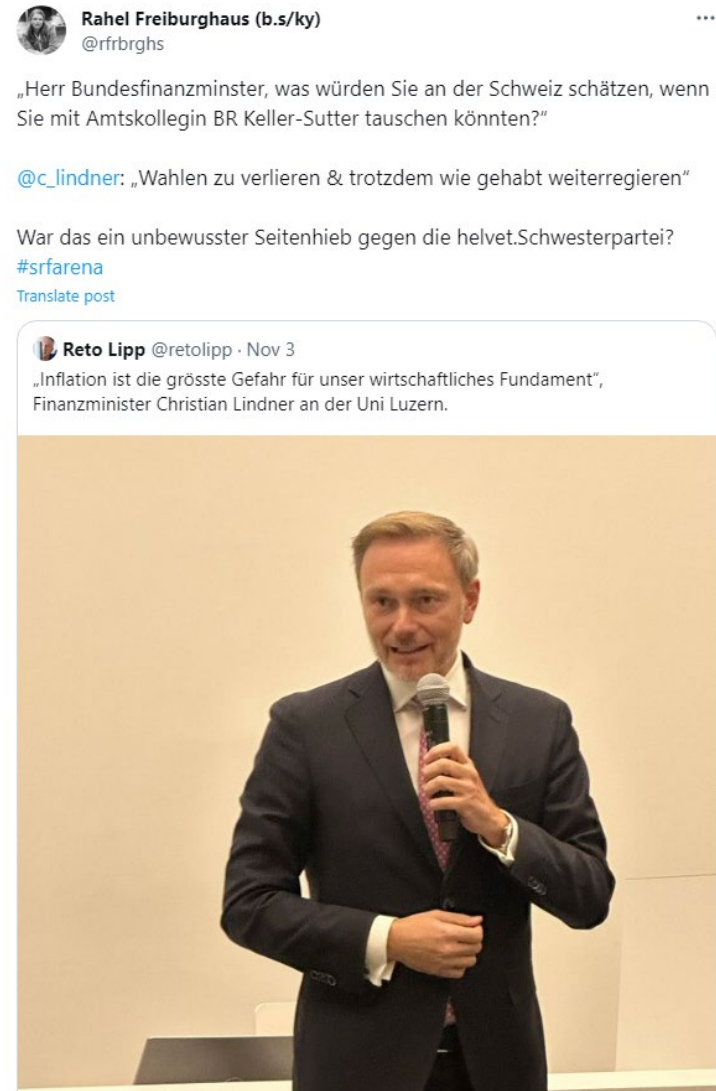 Rahel Freiburghaus (b.s/ky)
@rfrbrghs
„Herr Bundesfinanzminster, was würden Sie an der Schweiz schätzen, wenn
Sie mit Amtskollegin BR Keller-Sutter tauschen könnten?“
@c_lindner: „Wahlen zu verlieren & trotzdem wie gehabt weiterregieren“
War das ein unbewusster Seitenhieb gegen die helvet.Schwesterpartei?
#srfarena
Translate post
Reto Lipp @retolipp · Nov 3
„Inflation ist die grösste Gefahr für unser wirtschaftliches Fundament“,
Finanzminister Christian Lindner an der Uni Luzern.